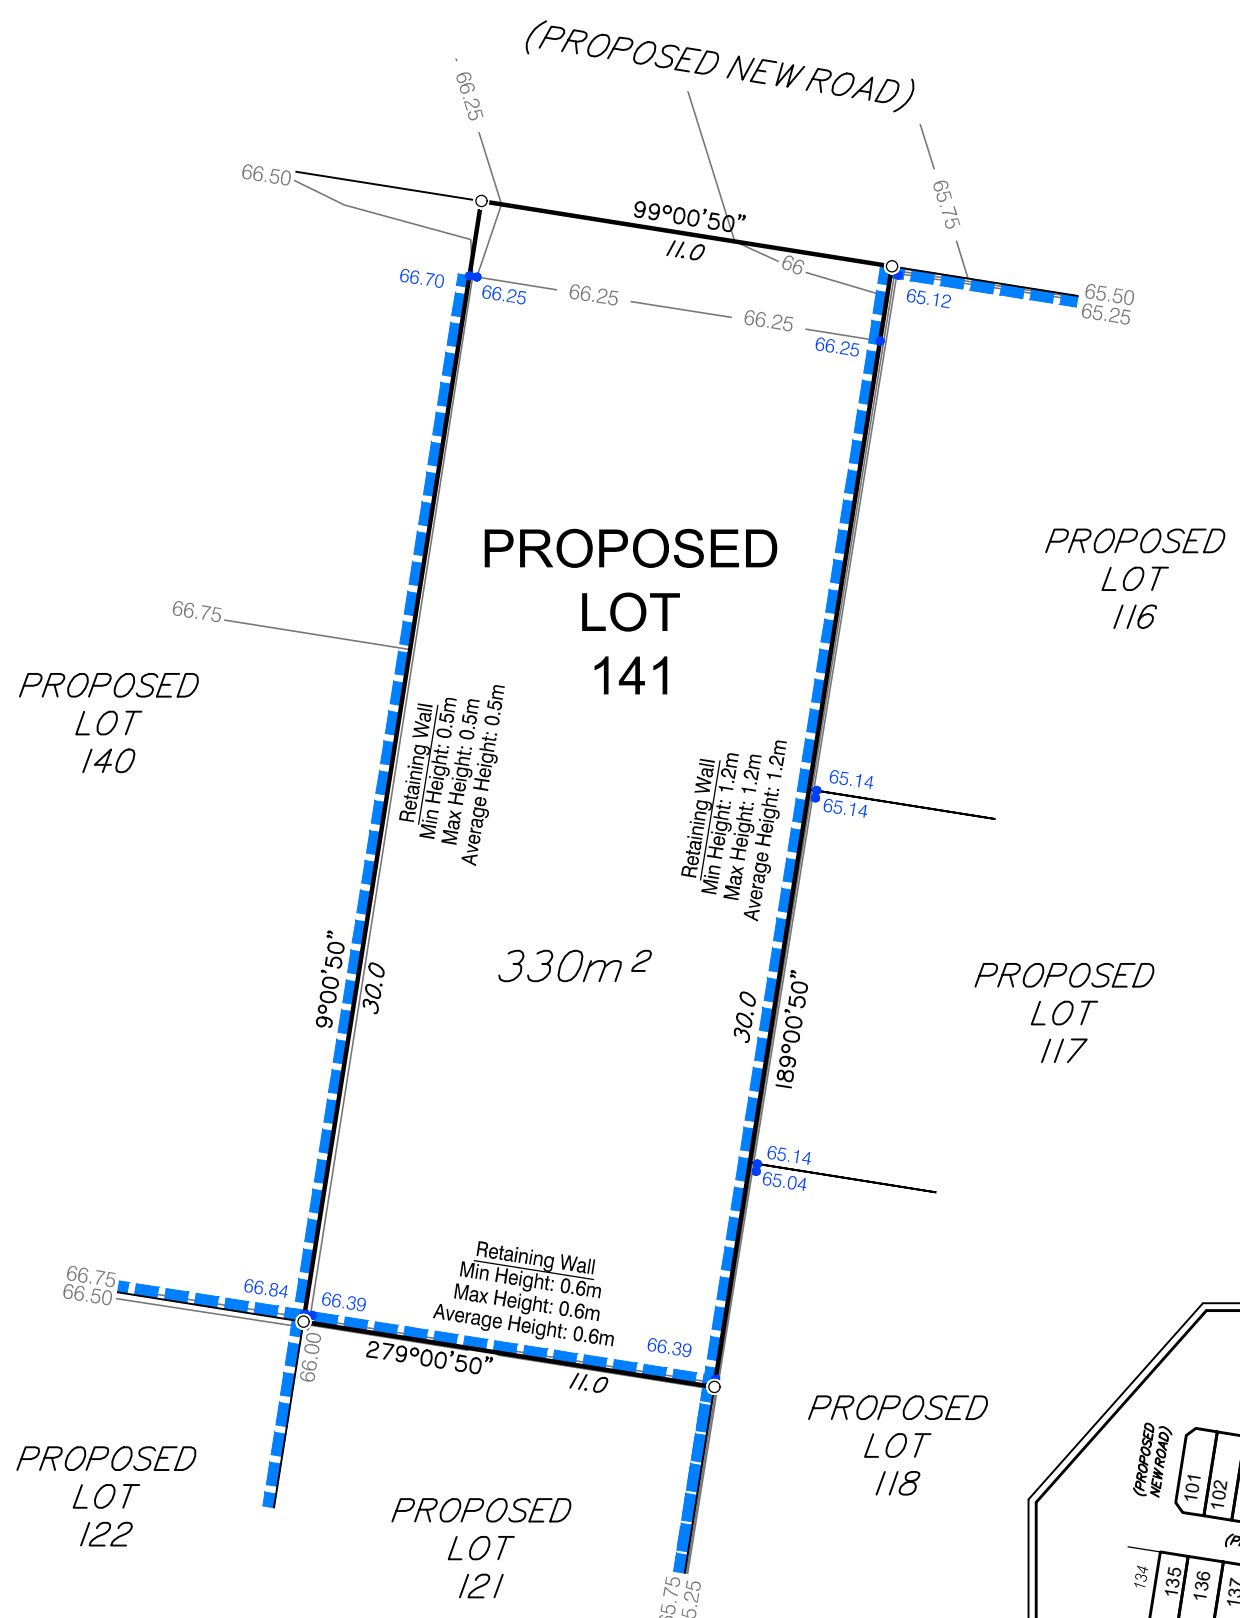 (PROPOSED NEW ROAD)
66.25
66.50
99°00'50"
11.0
65.75
66
66.70
66.25
66.25
66.25
66.25
65.12
65.50
65.25
PROPOSED
LOT
141
PROPOSED
LOT
116
66.75
PROPOSED
LOT
140
Retaining Wall
Min Height: 0.5m
Max Height: 0.5m
Average Height: 0.5m
Retaining Wall
Min Height: 1.2m
Max Height: 1.2m
Average Height: 1.2m
65.14
65.14
9°00'50"
30.0
330m²
30.0
189°00'50"
PROPOSED
LOT
117
65.14
65.04
Retaining Wall
Min Height: 0.6m
Max Height: 0.6m
Average Height: 0.6m
66.75
66.50
66.84
66.39
66.39
66.00
279°00'50"
11.0
PROPOSED
LOT
118
PROPOSED
LOT
122
PROPOSED
LOT
121
(PROPOSED
NEW ROAD)
101
102
134
135
136
137